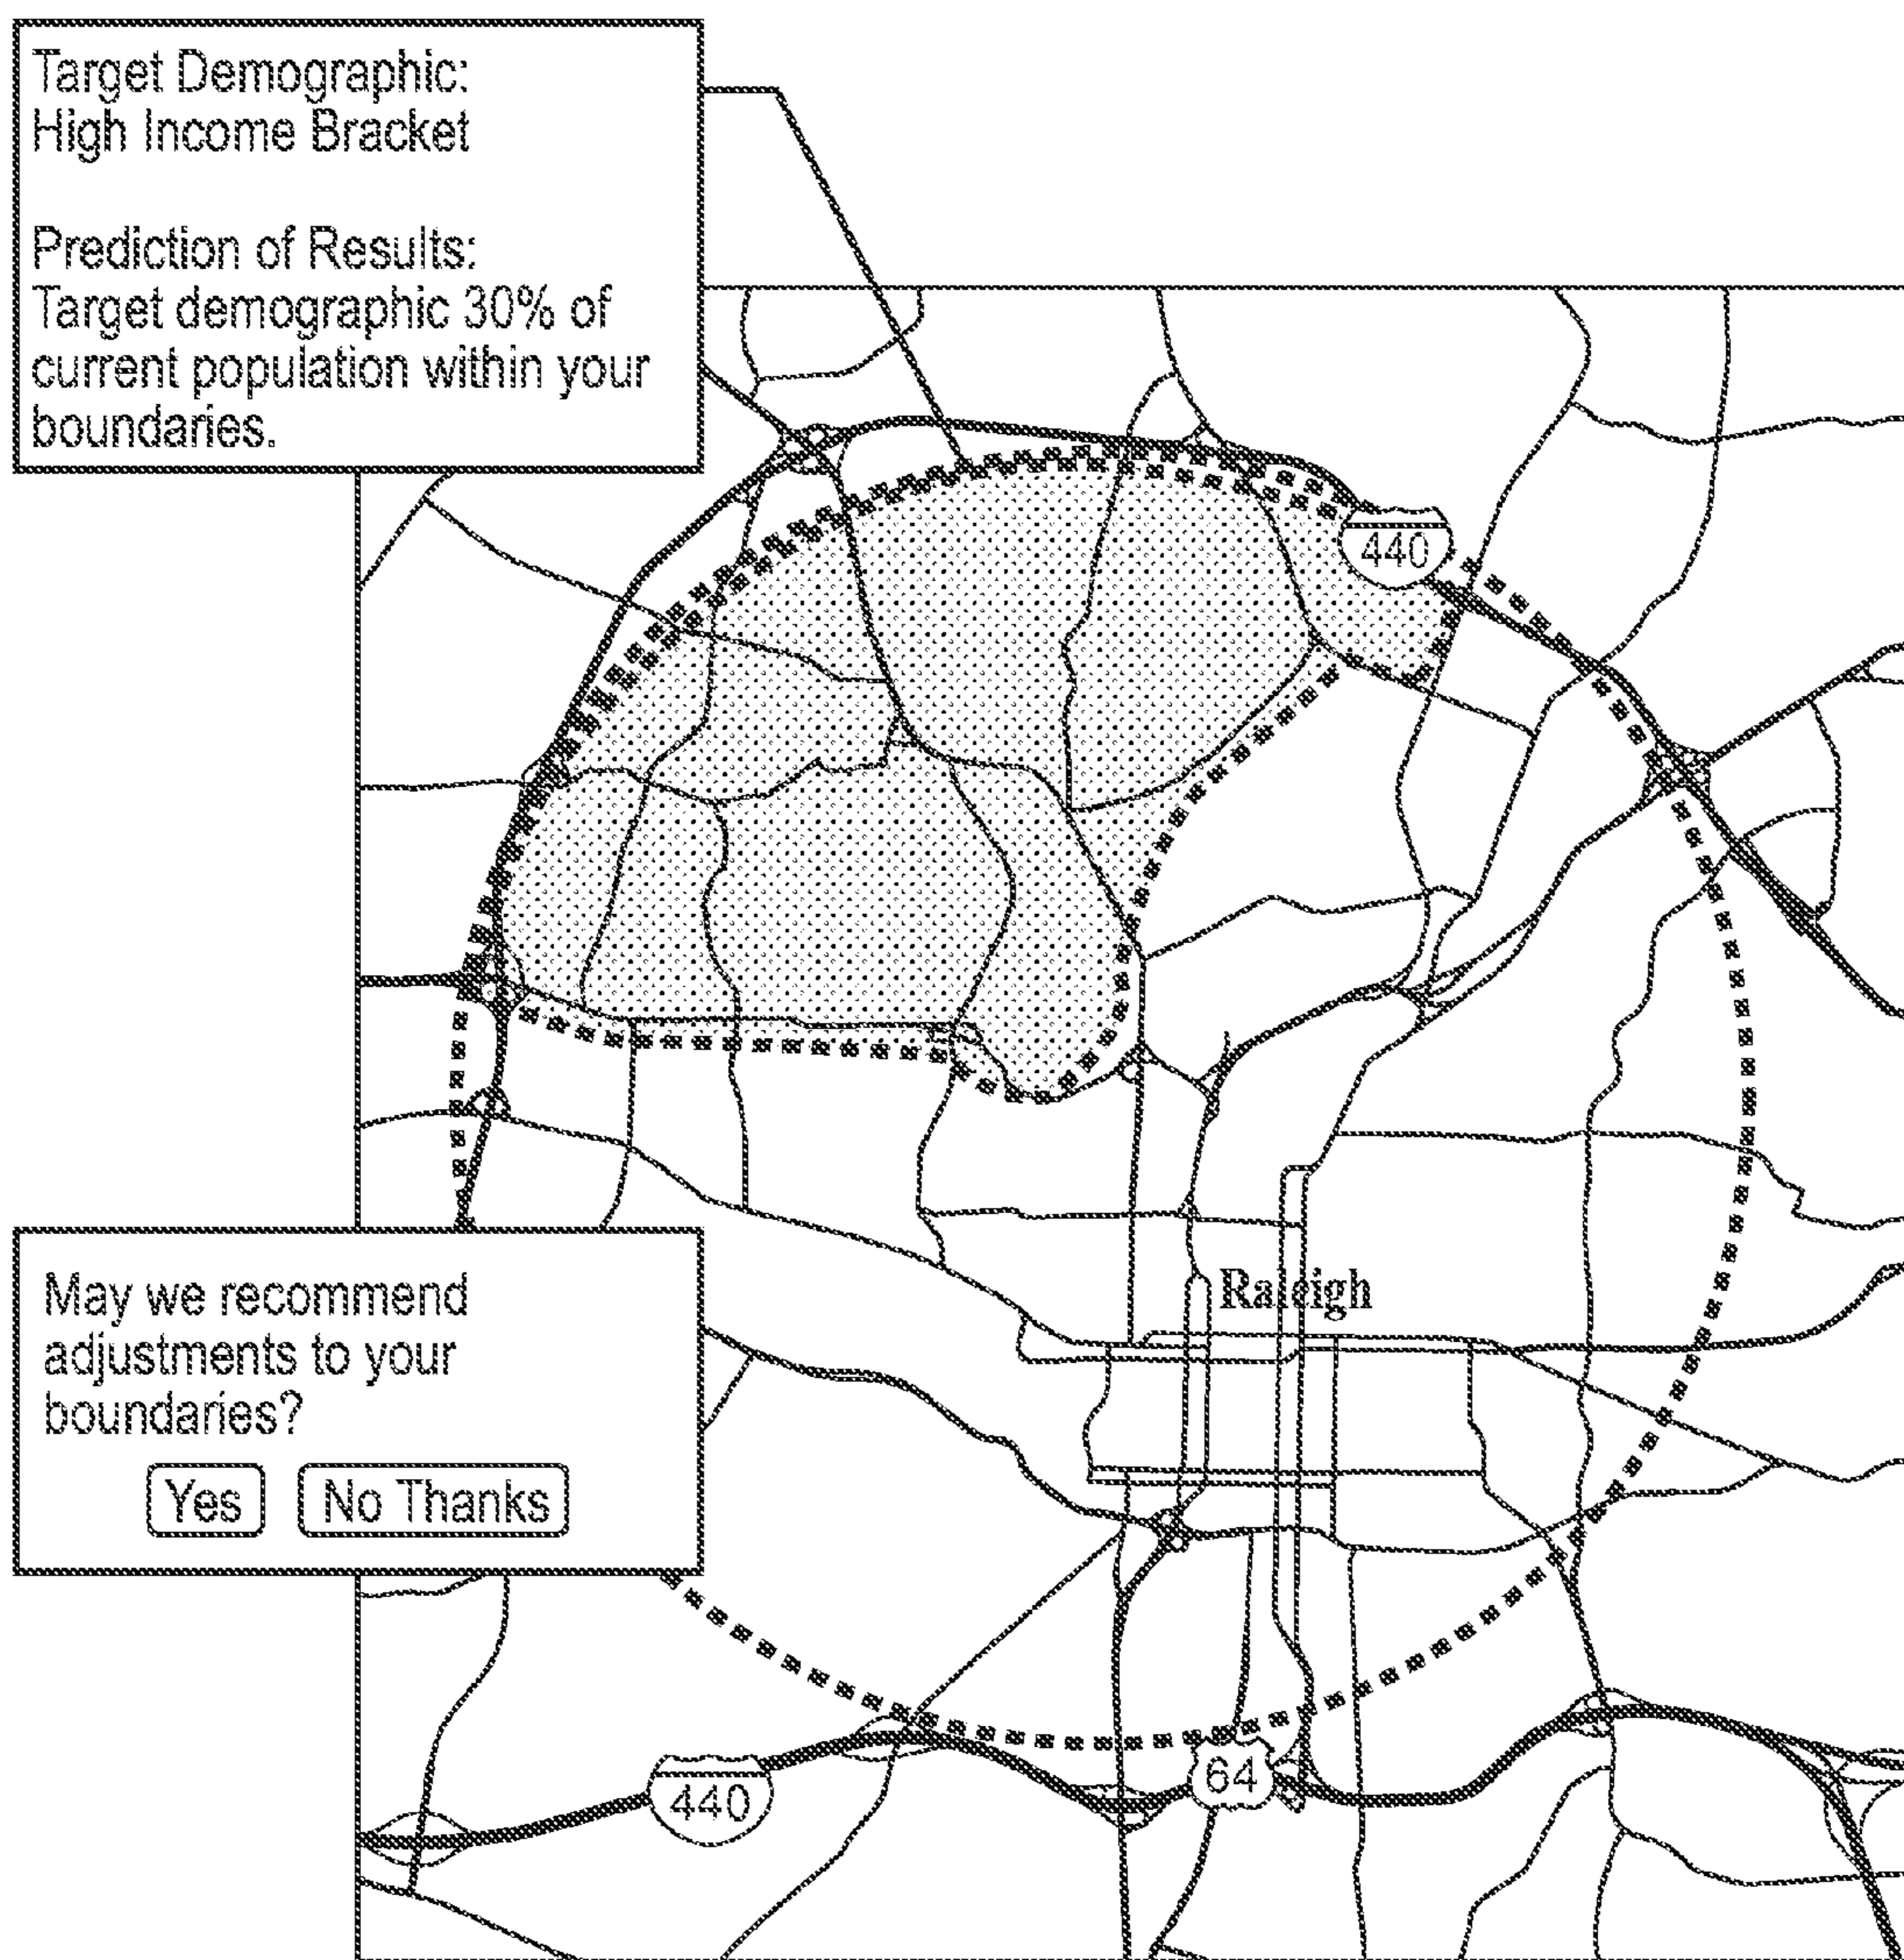 Target Demographic:
High Income Bracket
Prediction of Results:
Target demographic 30% of
current population within your
boundaries.
440
May we recommend
adjustments to your
boundaries?
Yes
No Thanks
Raleigh
440
64